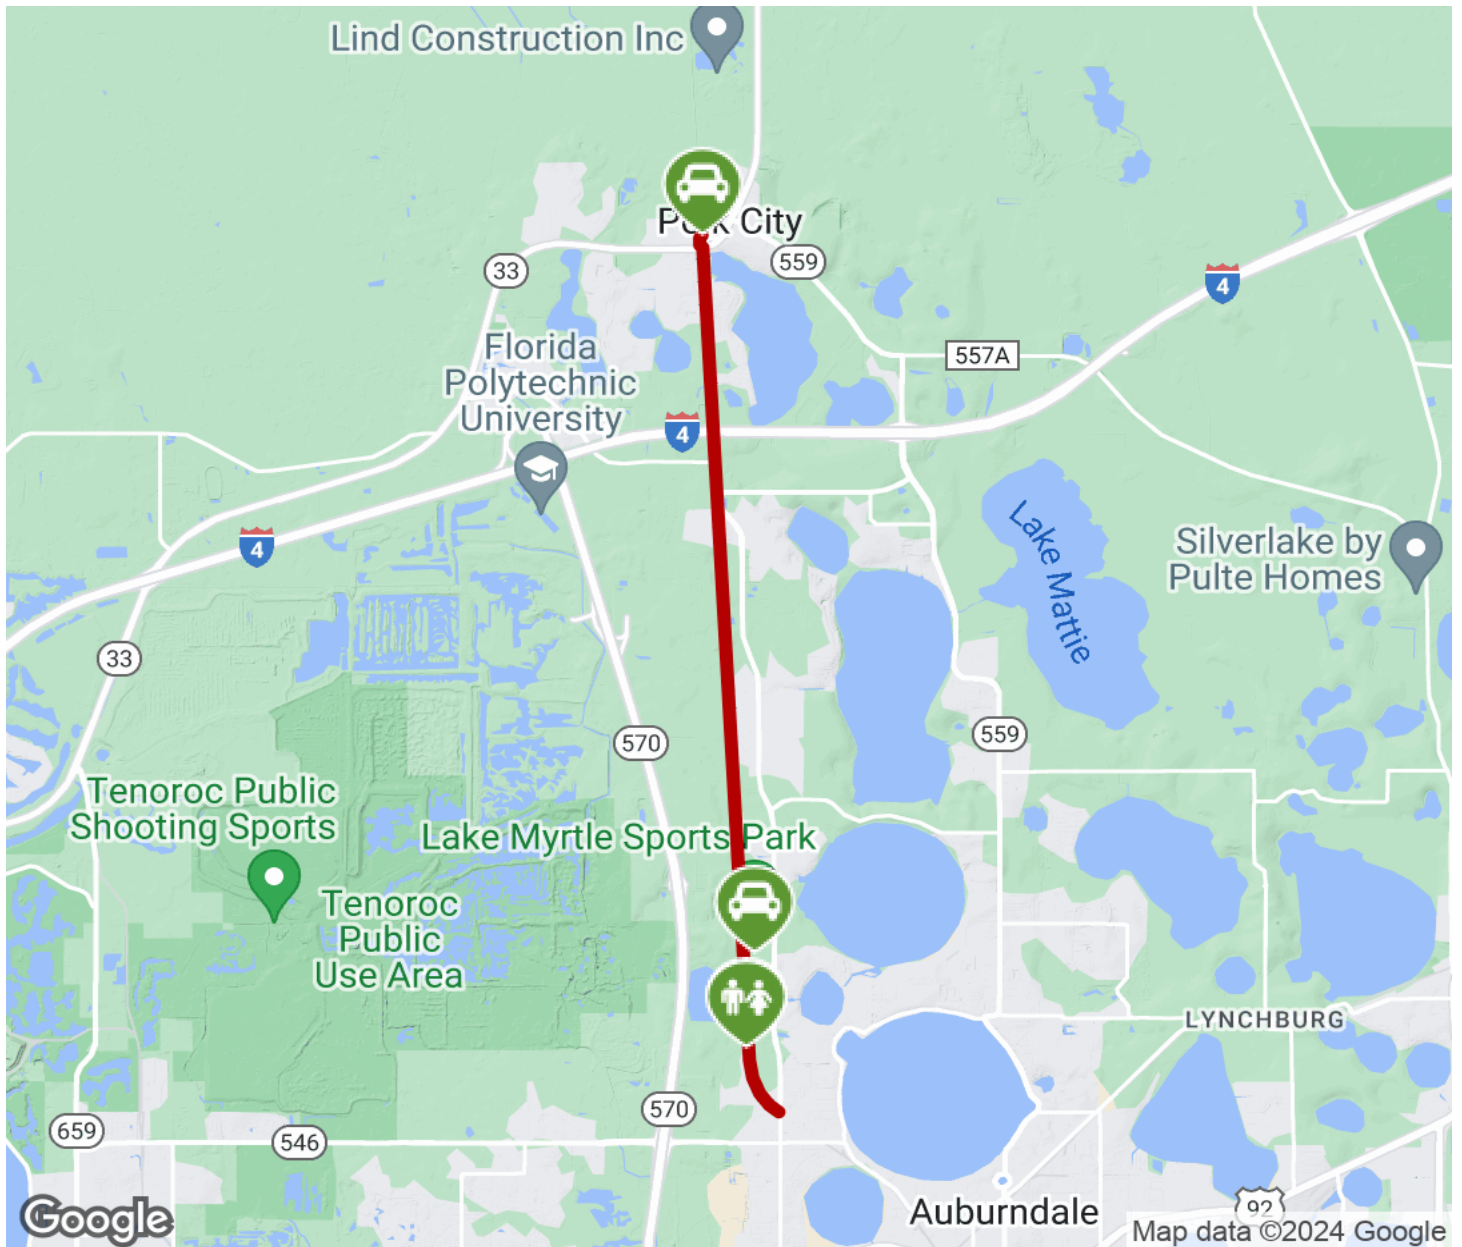 Lind Construction Inc
Polk City
33
559
4
557A
Florida
Polytechnic
University
4
4
Lake Mattie
Silverlake by
Pulte Homes
33
570
559
Tenoroc Public
Shooting Sports
Lake Myrtle Sports Park
Tenoroc
Public
Use Area
LYNCHBURG
659
546
570
Auburndale
92
Google
Map data ©2024 Google